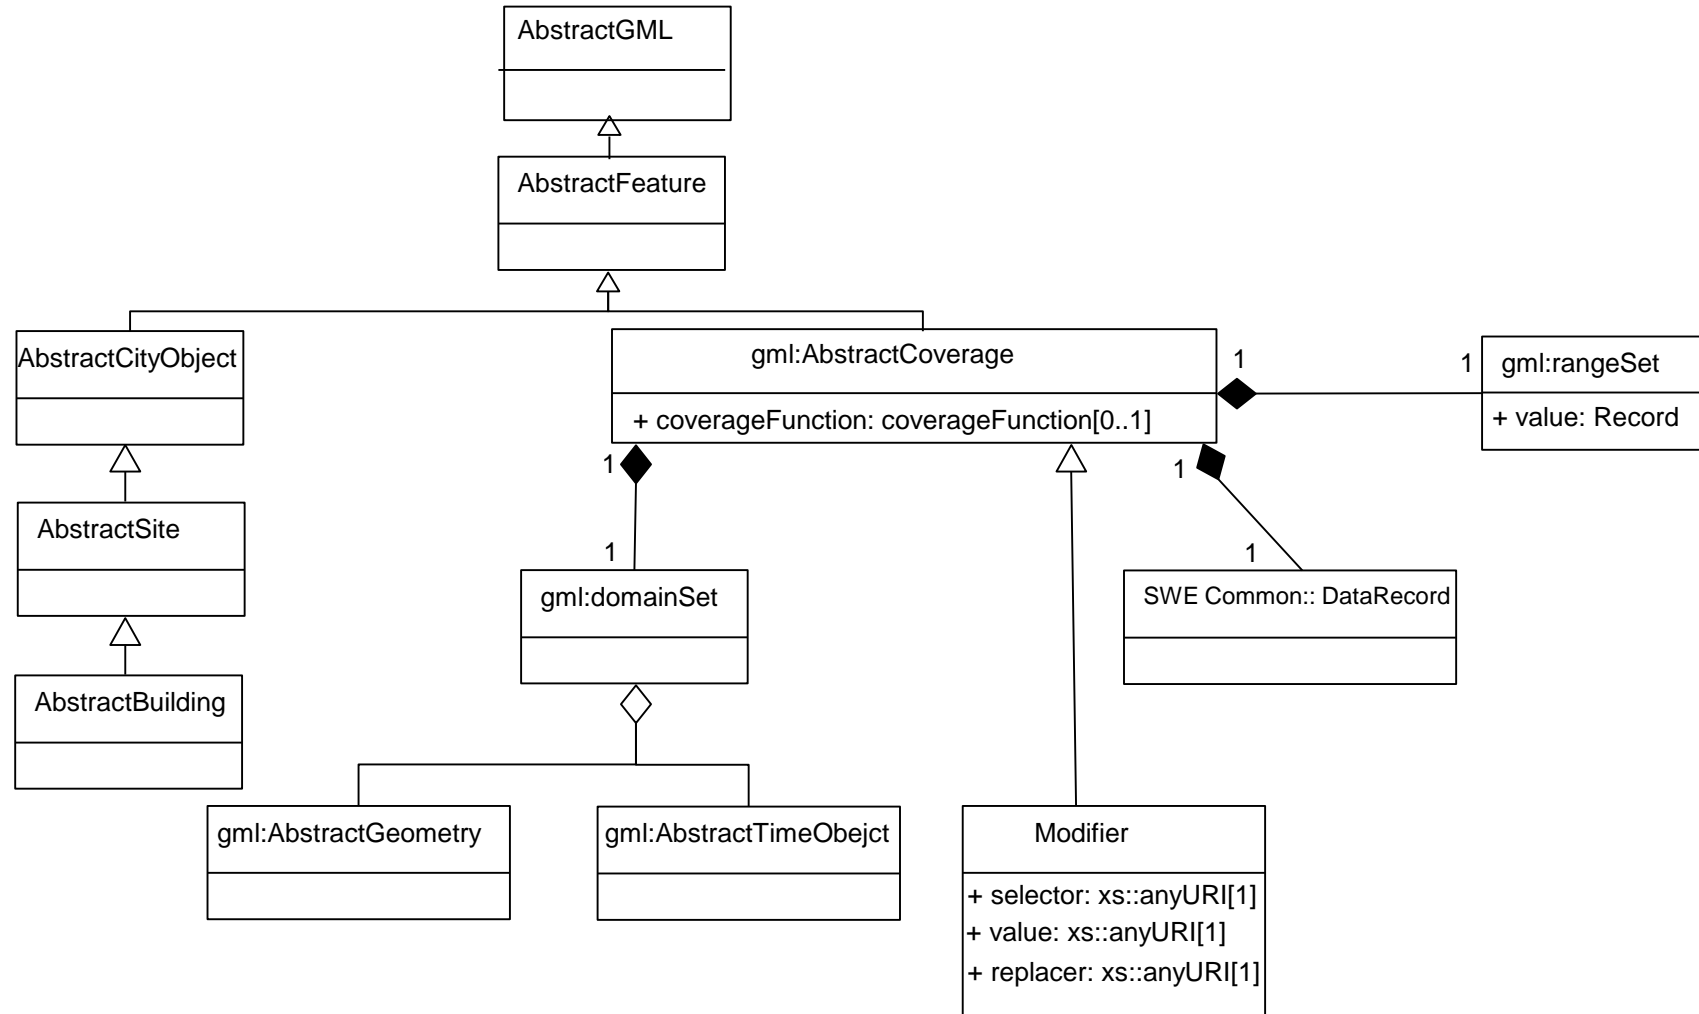 AbstractGML
AbstractFeature
AbstractCityObject
gml:AbstractCoverage
+ coverageFunction: coverageFunction[0..1]
1
1
gml:rangeSet
+ value: Record
1
1
AbstractSite
1
1
gml:domainSet
SWE Common:: DataRecord
AbstractBuilding
gml:AbstractGeometry
gml:AbstractTimeObejct
Modifier
+ selector: xs::anyURI[1]
+ value: xs::anyURI[1]
+ replacer: xs::anyURI[1]